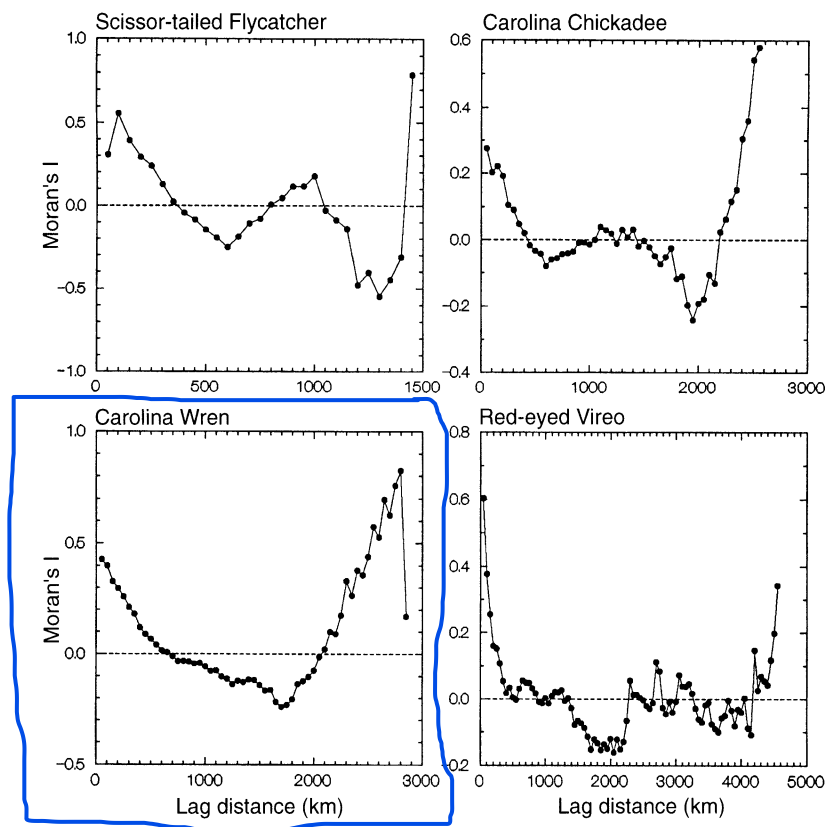 Scissor-tailed Flycatcher
1.0
0.5
0.0
−0.5
−1.0
Moran's I
0 500 1000 1500
Carolina Chickadee
0.6
0.4
0.2
0.0
−0.2
−0.4
0 1000 2000 3000
Carolina Wren
1.0
0.5
0.0
−0.5
Moran's I
0 1000 2000 3000
Lag distance (km)
Red-eyed Vireo
0.8
0.6
0.4
0.2
0.0
−0.2
0 1000 2000 3000 4000 5000
Lag distance (km)